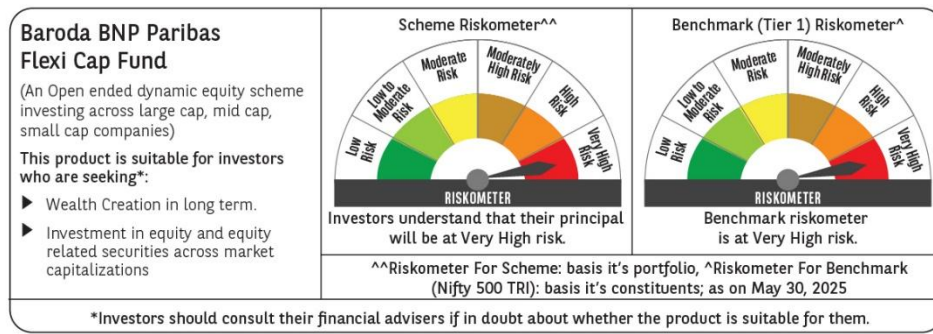 Baroda BNP Paribas
Flexi Cap Fund
(An Open ended dynamic equity scheme
investing across large cap, mid cap,
small cap companies)
This product is suitable for investors
who are seeking*:
▶ Wealth Creation in long term.
▶ Investment in equity and equity
related securities across market
capitalizations
Scheme Riskometer^^
Low
Risk
Low to
Moderate
Risk
Moderate
Risk
Moderately
High Risk
High
Risk
Very High
Risk
RISKOMETER
Investors understand that their principal
will be at Very High risk.
Benchmark (Tier 1) Riskometer^
Low
Risk
Low to
Moderate
Risk
Moderate
Risk
Moderately
High Risk
High
Risk
Very High
Risk
RISKOMETER
Benchmark riskometer
is at Very High risk.
^^Riskometer For Scheme: basis it's portfolio, ^Riskometer For Benchmark
(Nifty 500 TRI): basis it's constituents; as on May 30, 2025
*Investors should consult their financial advisers if in doubt about whether the product is suitable for them.